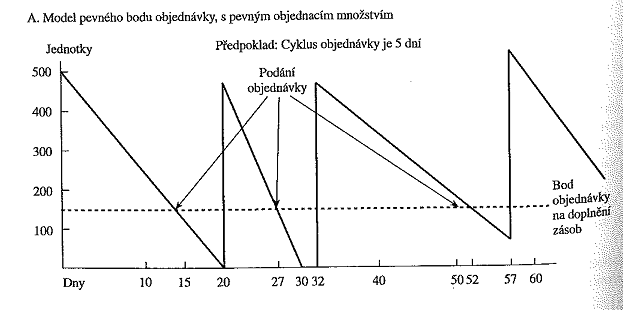 A. Model pevného bodu objednávky, s pevným objednacím množstvím
Jednotky
Předpoklad: Cyklus objednávky je 5 dní
Podání
objednávky
500
400
300
200
100
Bod
objednávky
na doplnění
zásob
Dny 10 15 20 27 30 32 40 50 52 57 60